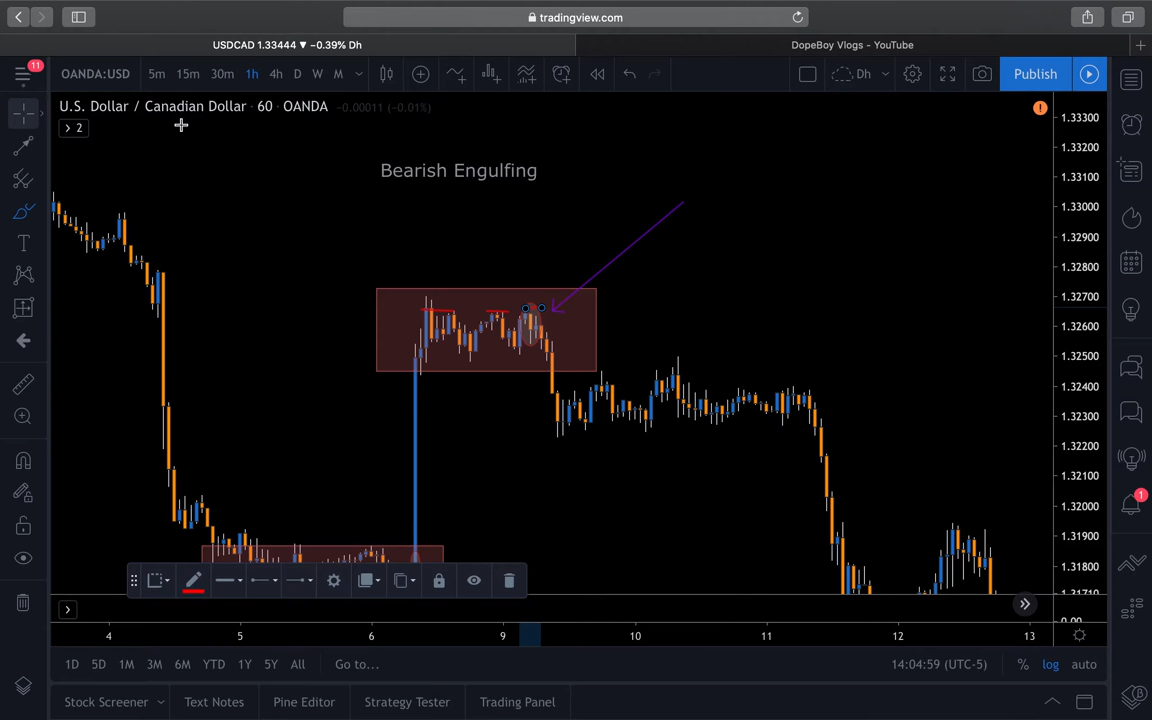 tradingview.com
USDCAD 1.33444 ▼ −0.39% Dh
DopeBoy Vlogs - YouTube
11
OANDA:USD
5m
15m
30m
1h
4h
D
W
M
Dh
Publish
U.S. Dollar / Canadian Dollar · 60 · OANDA
−0.00011 (−0.01%)
2
Bearish Engulfing
1.33300
1.33200
1.33100
1.33000
1.32900
1.32800
1.32700
1.32600
1.32500
1.32400
1.32300
1.32200
1.32100
1.32000
1.31900
1.31800
1.31710
0.00
1
4
5
6
9
10
11
12
13
1D
5D
1M
3M
6M
YTD
1Y
5Y
All
Go to...
14:04:59 (UTC-5)
%
log
auto
Stock Screener
Text Notes
Pine Editor
Strategy Tester
Trading Panel